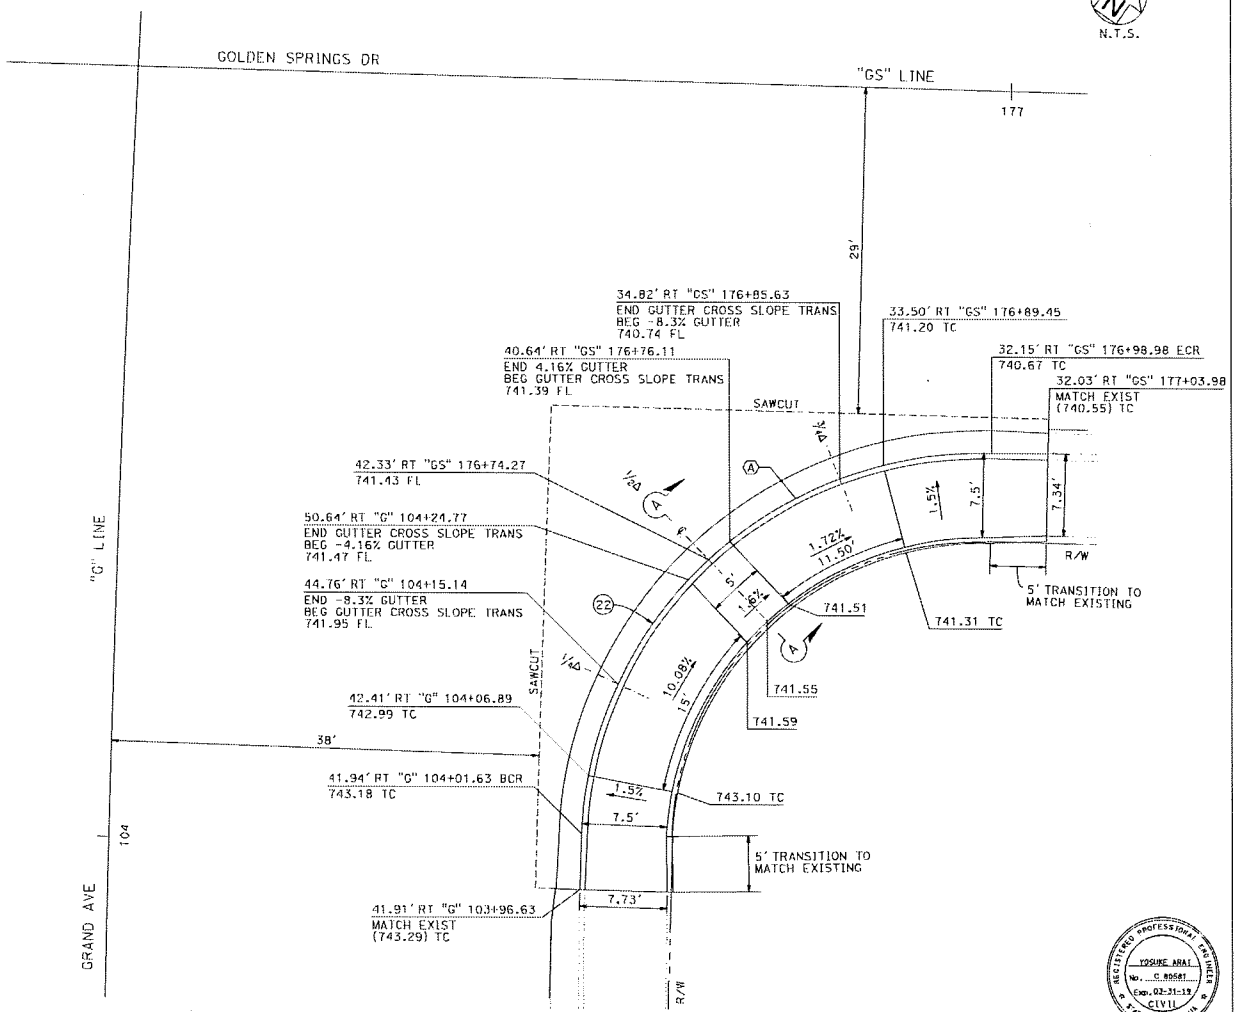 N
N.T.S.
GOLDEN SPRINGS DR
"GS" LINE
177
29'
34.82' RT "GS" 176+85.63
END GUTTER CROSS SLOPE TRANS
BEG -8.3% GUTTER
740.74 FL
33.50' RT "GS" 176+89.45
741.20 TC
40.64' RT "GS" 176+76.11
END 4.16% GUTTER
BEG GUTTER CROSS SLOPE TRANS
741.39 FL
32.15' RT "GS" 176+98.98 ECR
740.67 TC
32.03' RT "GS" 177+03.98
MATCH EXIST
(740.55) TC
SAWCUT
3/4Δ
A
42.33' RT "GS" 176+74.27
741.43 FL
1/2Δ
A
1.5%
7.5'
7.34'
50.64' RT "G" 104+21.77
END GUTTER CROSS SLOPE TRANS
BEG -4.16% GUTTER
741.47 FL
1.72%
11.50'
R/W
"G" LINE
44.76' RT "G" 104+15.14
END -8.3% GUTTER
BEG GUTTER CROSS SLOPE TRANS
741.95 FL
22
5'
1.6%
741.51
5' TRANSITION TO
MATCH EXISTING
741.31 TC
A
1/4Δ
SAWCUT
10.08%
15'
741.55
42.41' RT "G" 104+06.89
742.99 TC
741.59
38'
41.94' RT "G" 104+01.63 BCR
743.18 TC
1.5%
743.10 TC
7.5'
104
5' TRANSITION TO
MATCH EXISTING
7.73'
41.91' RT "G" 103+96.63
MATCH EXIST
(743.29) TC
GRAND AVE
R/W
REGISTERED PROFESSIONAL ENGINEER
YOSUKE ARAI
No. C 80581
Exp. 03-31-19
CIVIL